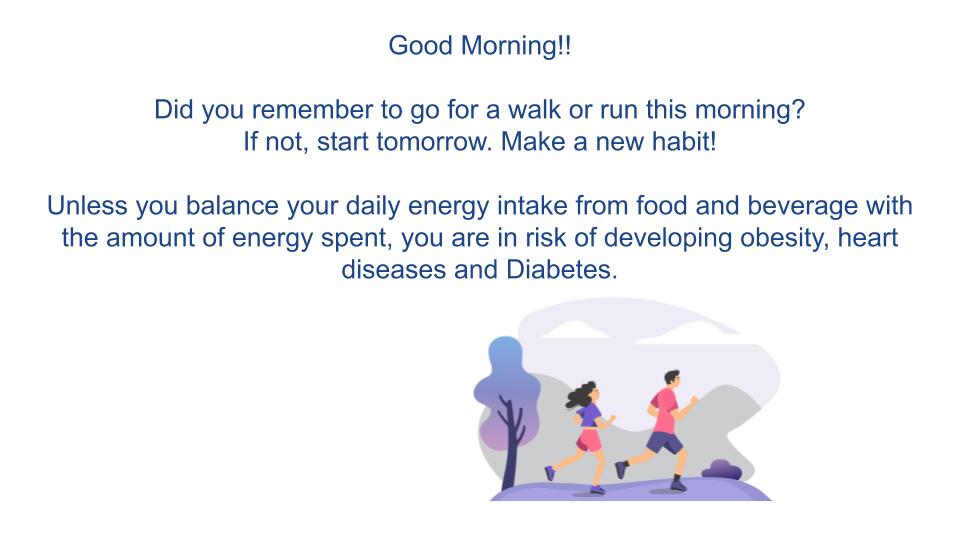 Good Morning!!
Did you remember to go for a walk or run this morning?
If not, start tomorrow. Make a new habit!
Unless you balance your daily energy intake from food and beverage with
the amount of energy spent, you are in risk of developing obesity, heart
diseases and Diabetes.